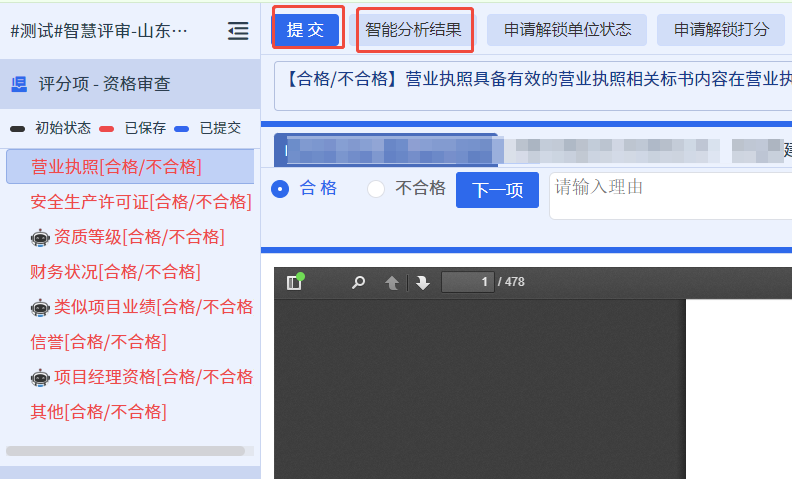 #测试#智慧评审-山东···
提 交
智能分析结果
申请解锁单位状态
申请解锁打分
评分项 - 资格审查
【合格/不合格】营业执照具备有效的营业执照相关标书内容在营业执
初始状态 已保存 已提交
营业执照[合格/不合格]
建
安全生产许可证[合格/不合格]
合 格
不合格
下一项
请输入理由
资质等级[合格/不合格]
财务状况[合格/不合格]
1 / 478
类似项目业绩[合格/不合格
信誉[合格/不合格]
项目经理资格[合格/不合格
其他[合格/不合格]